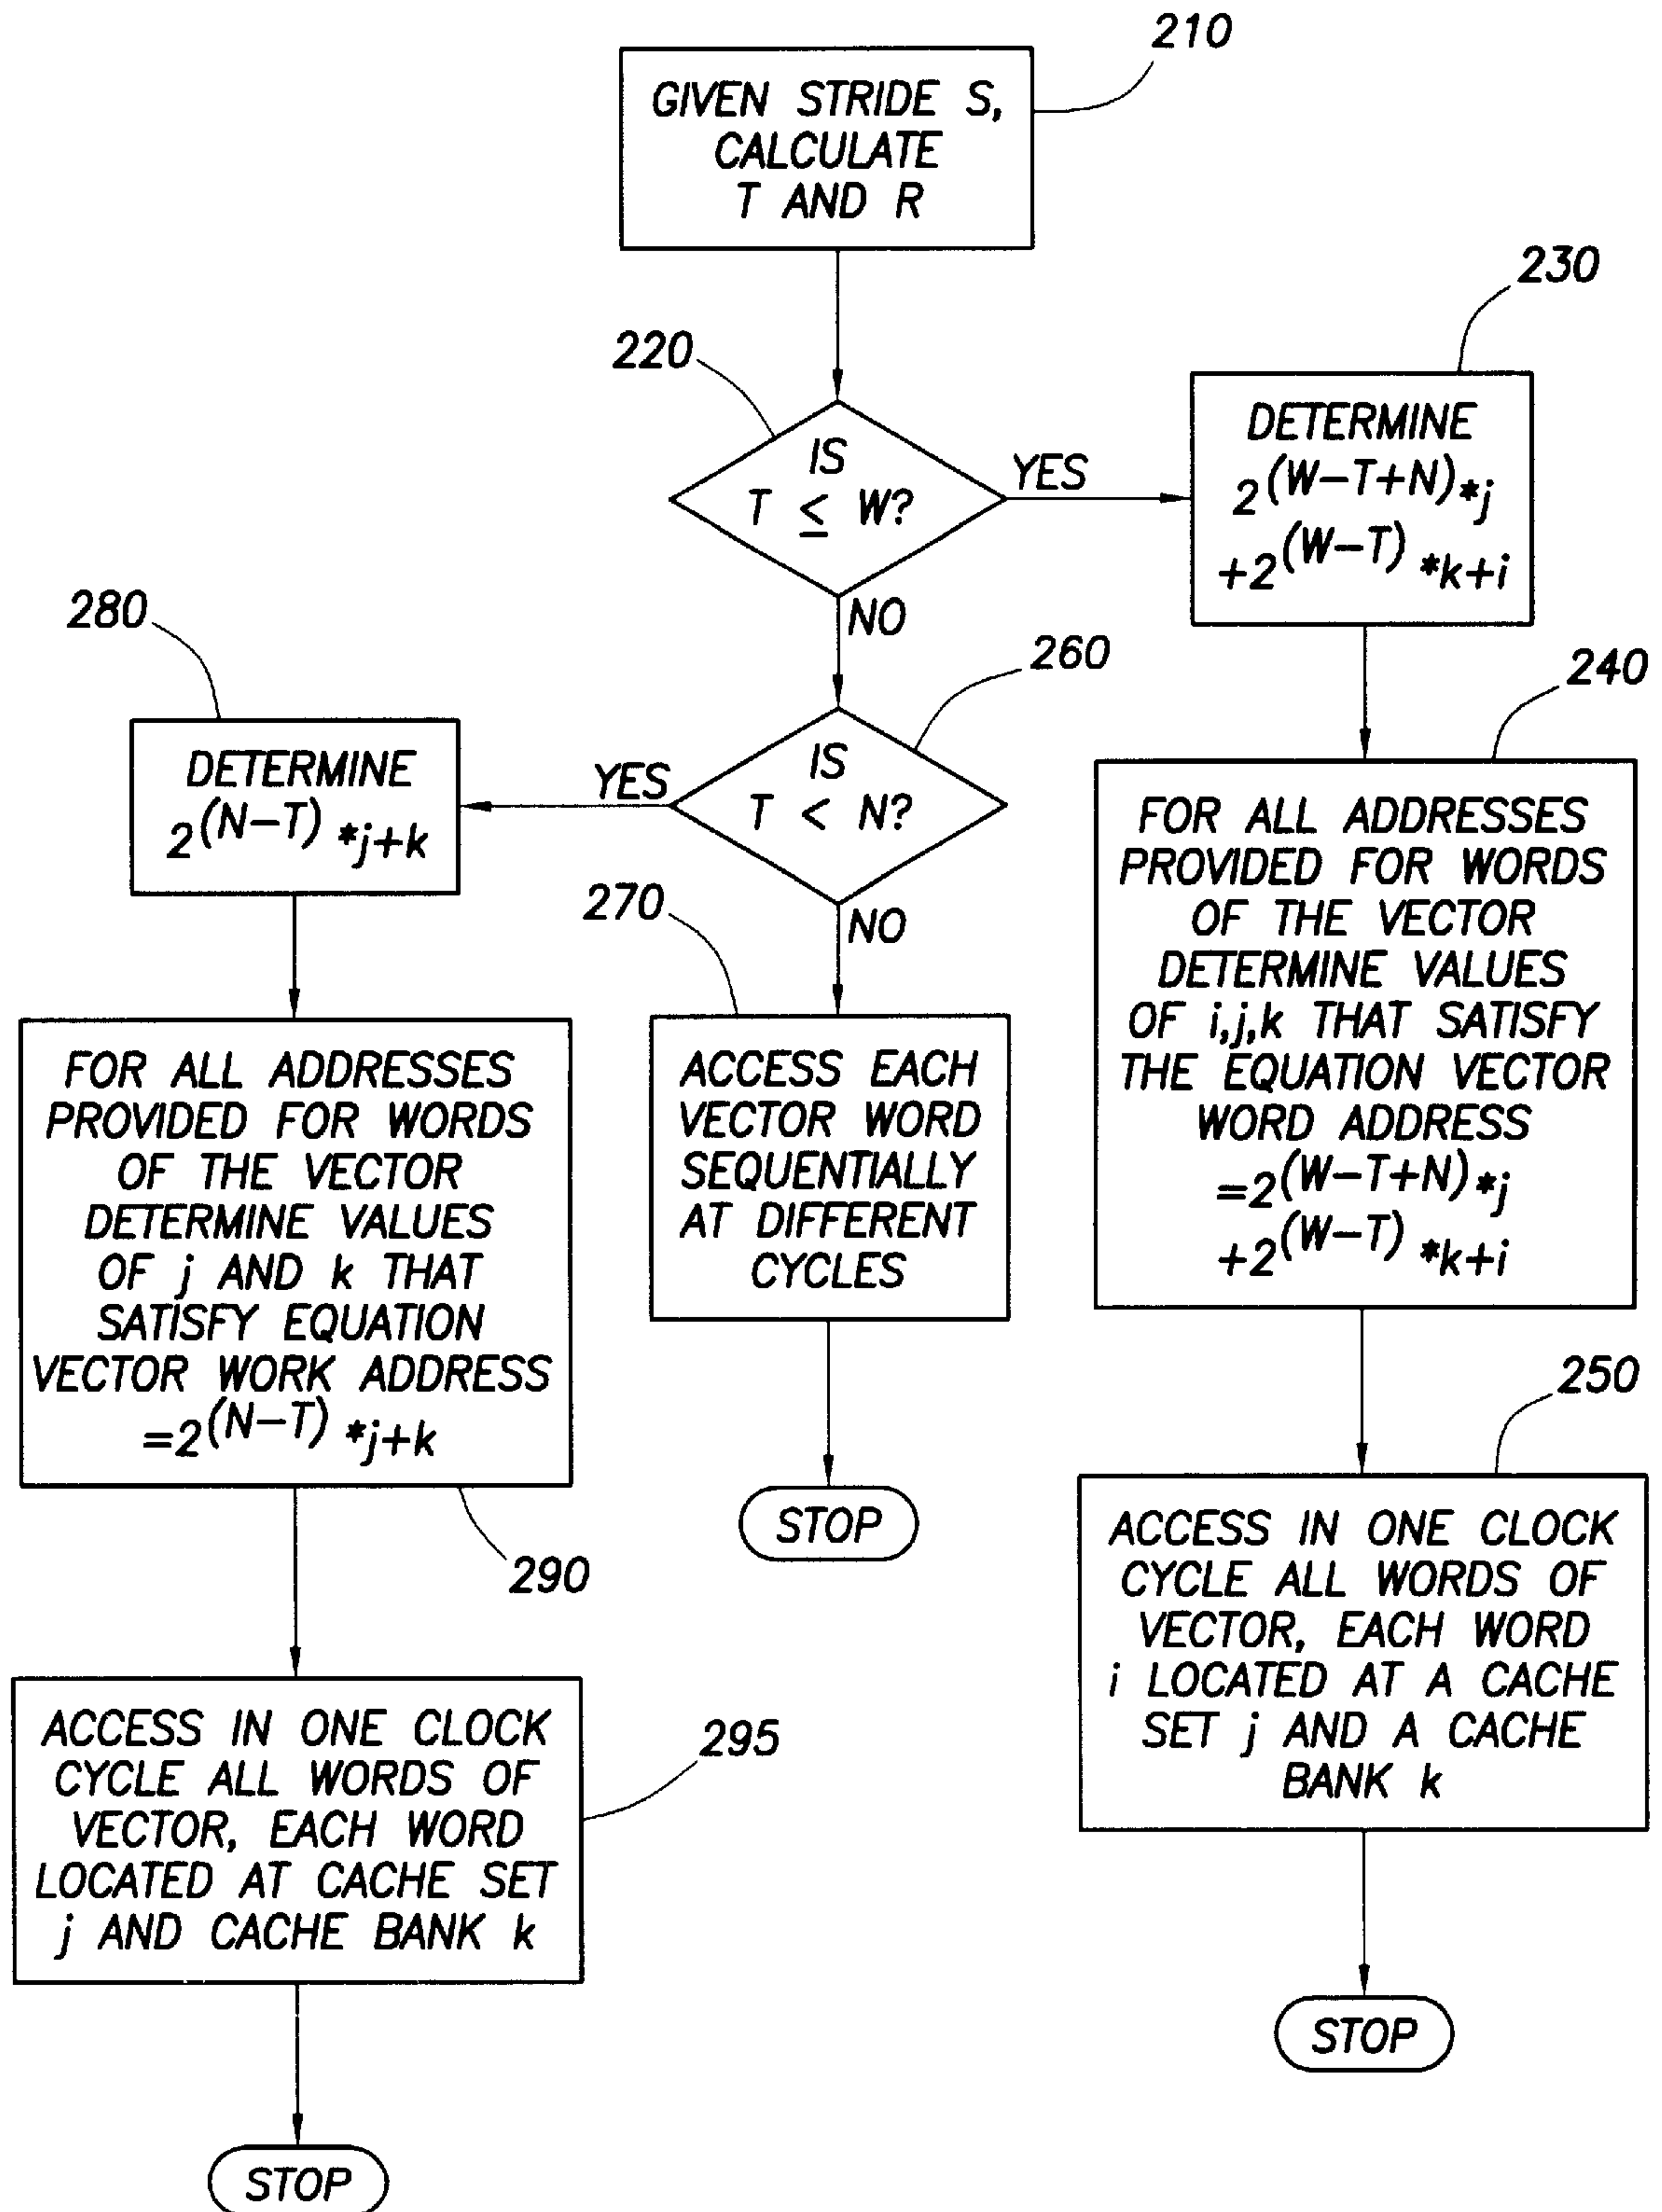 210
GIVEN STRIDE S,
CALCULATE
T AND R
220
IS
T ≤ W?
YES
NO
230
DETERMINE
2^(W-T+N)*j
+2^(W-T) *k+i
240
FOR ALL ADDRESSES
PROVIDED FOR WORDS
OF THE VECTOR
DETERMINE VALUES
OF i,j,k THAT SATISFY
THE EQUATION VECTOR
WORD ADDRESS
=2^(W-T+N)*j
+2^(W-T) *k+i
250
ACCESS IN ONE CLOCK
CYCLE ALL WORDS OF
VECTOR, EACH WORD
i LOCATED AT A CACHE
SET j AND A CACHE
BANK k
STOP
260
IS
T < N?
YES
NO
270
ACCESS EACH
VECTOR WORD
SEQUENTIALLY
AT DIFFERENT
CYCLES
STOP
280
DETERMINE
2^(N-T) *j+k
FOR ALL ADDRESSES
PROVIDED FOR WORDS
OF THE VECTOR
DETERMINE VALUES
OF j AND k THAT
SATISFY EQUATION
VECTOR WORK ADDRESS
=2^(N-T) *j+k
290
ACCESS IN ONE CLOCK
CYCLE ALL WORDS OF
VECTOR, EACH WORD
LOCATED AT CACHE SET
j AND CACHE BANK k
295
STOP